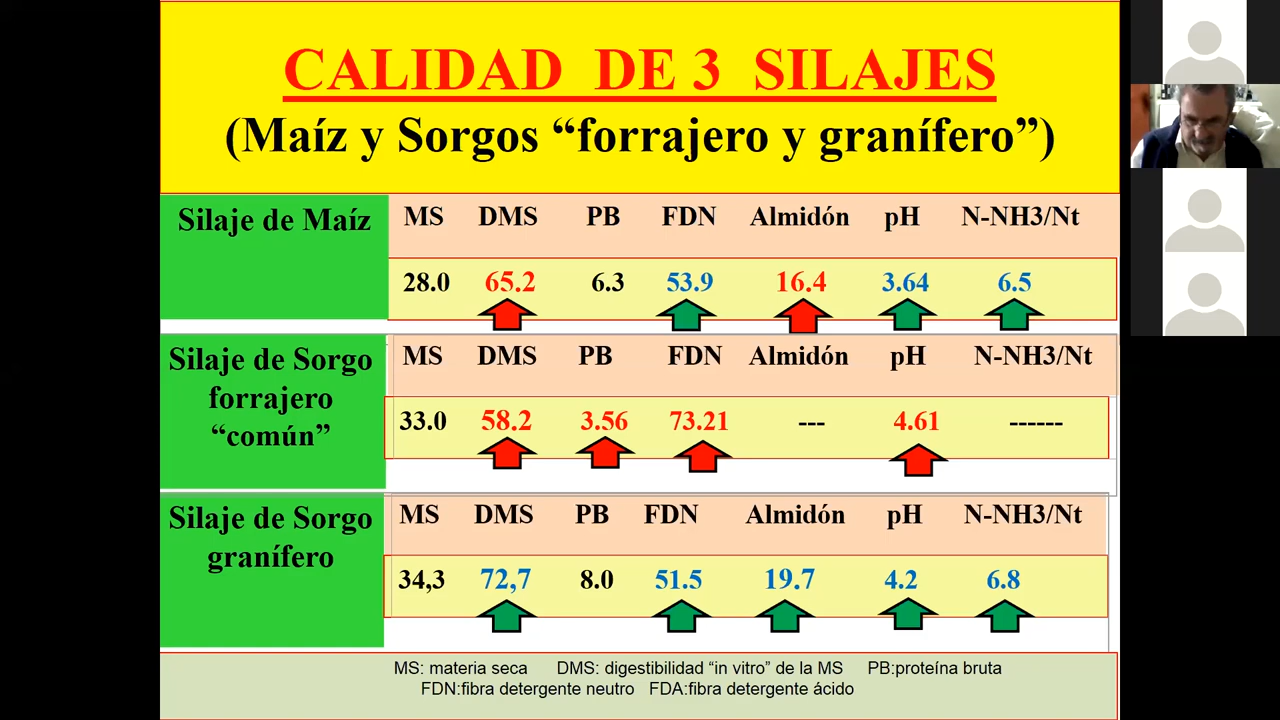 CALIDAD DE 3 SILAJES
(Maíz y Sorgos “forrajero y granífero”)
Silaje de Maíz
MS DMS PB FDN Almidón pH N-NH3/Nt
28.0 65.2 6.3 53.9 16.4 3.64 6.5
Silaje de Sorgo
forrajero
“común”
MS DMS PB FDN Almidón pH N-NH3/Nt
33.0 58.2 3.56 73.21 --- 4.61 ------
Silaje de Sorgo
granífero
MS DMS PB FDN Almidón pH N-NH3/Nt
34,3 72,7 8.0 51.5 19.7 4.2 6.8
MS: materia seca DMS: digestibilidad “in vitro” de la MS PB:proteína bruta
FDN:fibra detergente neutro FDA:fibra detergente ácido